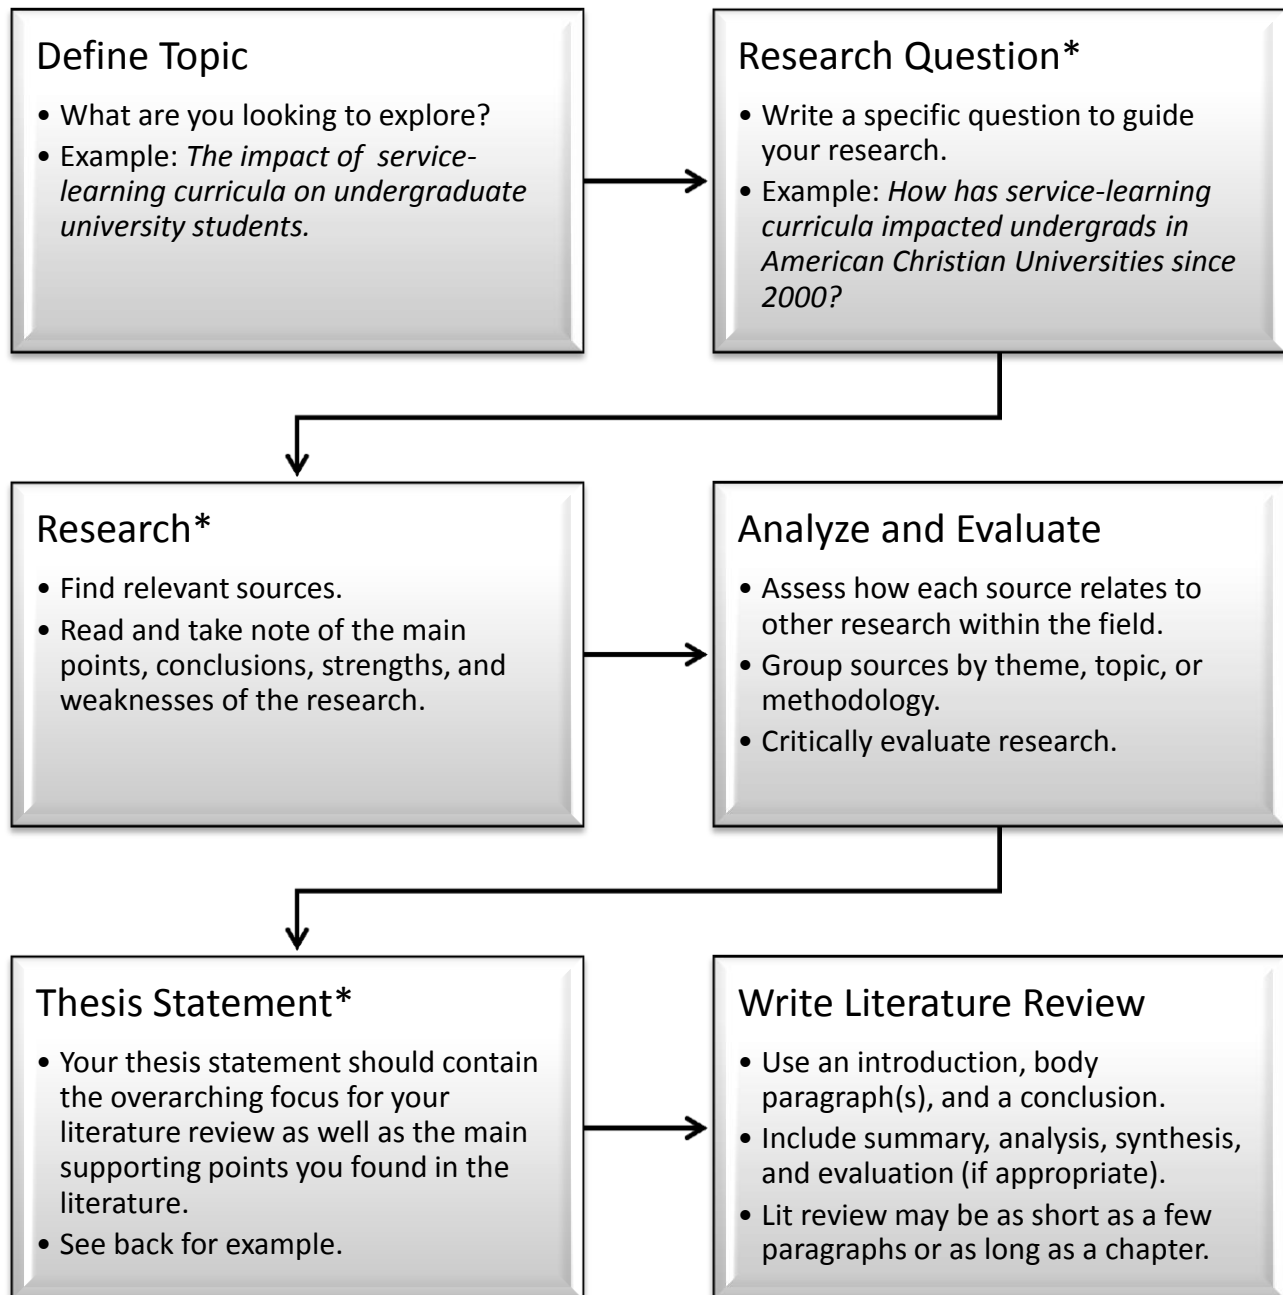 Define Topic
• What are you looking to explore?
• Example: The impact of  service-
learning curricula on undergraduate
university students.
Research Question*
• Write a specific question to guide
your research.
• Example: How has service-learning
curricula impacted undergrads in
American Christian Universities since
2000?
Research*
• Find relevant sources.
• Read and take note of the main
points, conclusions, strengths, and
weaknesses of the research.
Analyze and Evaluate
• Assess how each source relates to
other research within the field.
• Group sources by theme, topic, or
methodology.
• Critically evaluate research.
Thesis Statement*
• Your thesis statement should contain
the overarching focus for your
literature review as well as the main
supporting points you found in the
literature.
• See back for example.
Write Literature Review
• Use an introduction, body
paragraph(s), and a conclusion.
• Include summary, analysis, synthesis,
and evaluation (if appropriate).
• Lit review may be as short as a few
paragraphs or as long as a chapter.